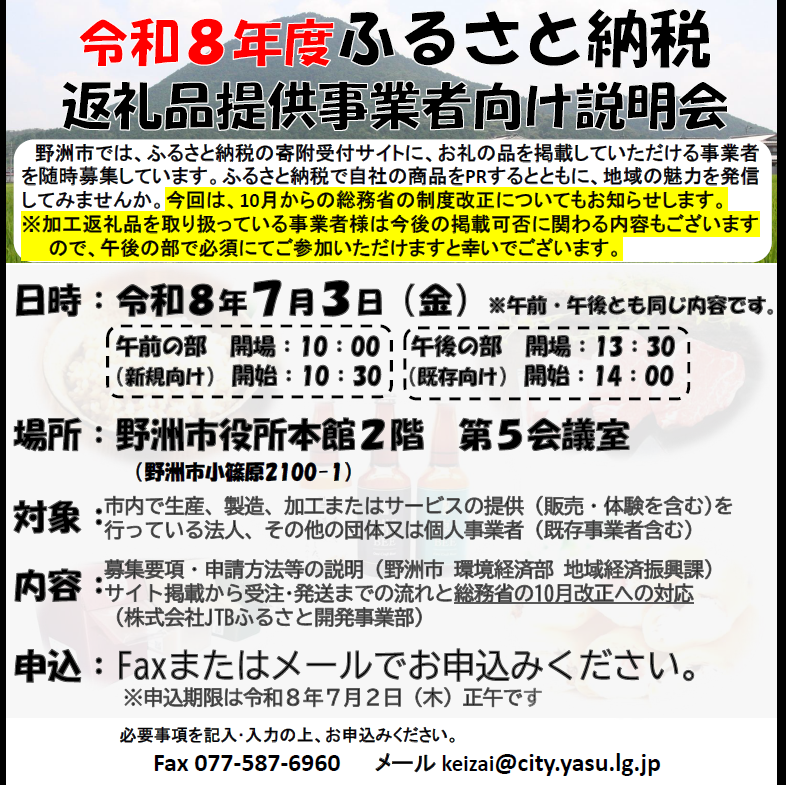 令和８年度ふるさと納税
返礼品提供事業者向け説明会
野洲市では、ふるさと納税の寄附受付サイトに、お礼の品を掲載していただける事業者
を随時募集しています。ふるさと納税で自社の商品をPRするとともに、地域の魅力を発信
してみませんか。今回は、10月からの総務省の制度改正についてもお知らせします。
※加工返礼品を取り扱っている事業者様は今後の掲載可否に関わる内容もございます
ので、午後の部で必須にてご参加いただけますと幸いでございます。
日時：令和８年７月３日（金）※午前・午後とも同じ内容です。
午前の部　開場：１０：００
（新規向け）　開始：１０：３０
午後の部　開場：１３：３０
（既存向け）　開始：１４：００
場所：野洲市役所本館２階　第５会議室
（野洲市小篠原2100-1）
対象：市内で生産、製造、加工またはサービスの提供（販売・体験を含む）を
行っている法人、その他の団体又は個人事業者（既存事業者含む）
内容：募集要項・申請方法等の説明（野洲市 環境経済部 地域経済振興課）
サイト掲載から受注・発送までの流れと総務省の10月改正への対応
（株式会社JTBふるさと開発事業部）
申込：Faxまたはメールでお申込みください。
※申込期限は令和８年７月２日（木）正午です
必要事項を記入・入力の上、お申込みください。
Fax 077-587-6960　メール keizai@city.yasu.lg.jp